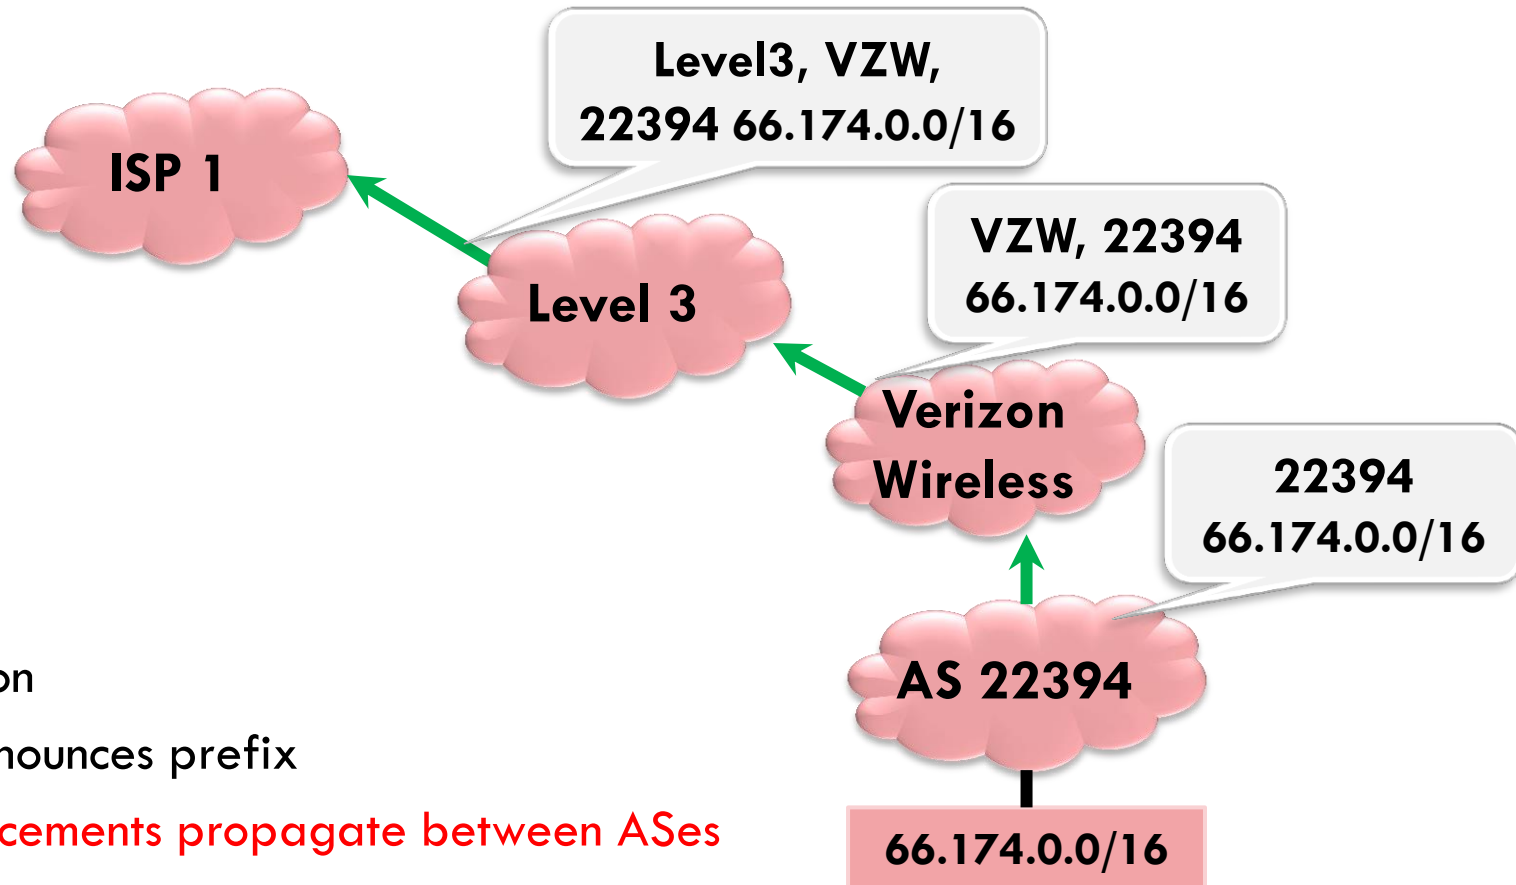 Level3, VZW,
22394 66.174.0.0/16
ISP 1
VZW, 22394
66.174.0.0/16
Level 3
Verizon
Wireless
22394
66.174.0.0/16
AS 22394
on
nounces prefix
cements propagate between ASes
66.174.0.0/16